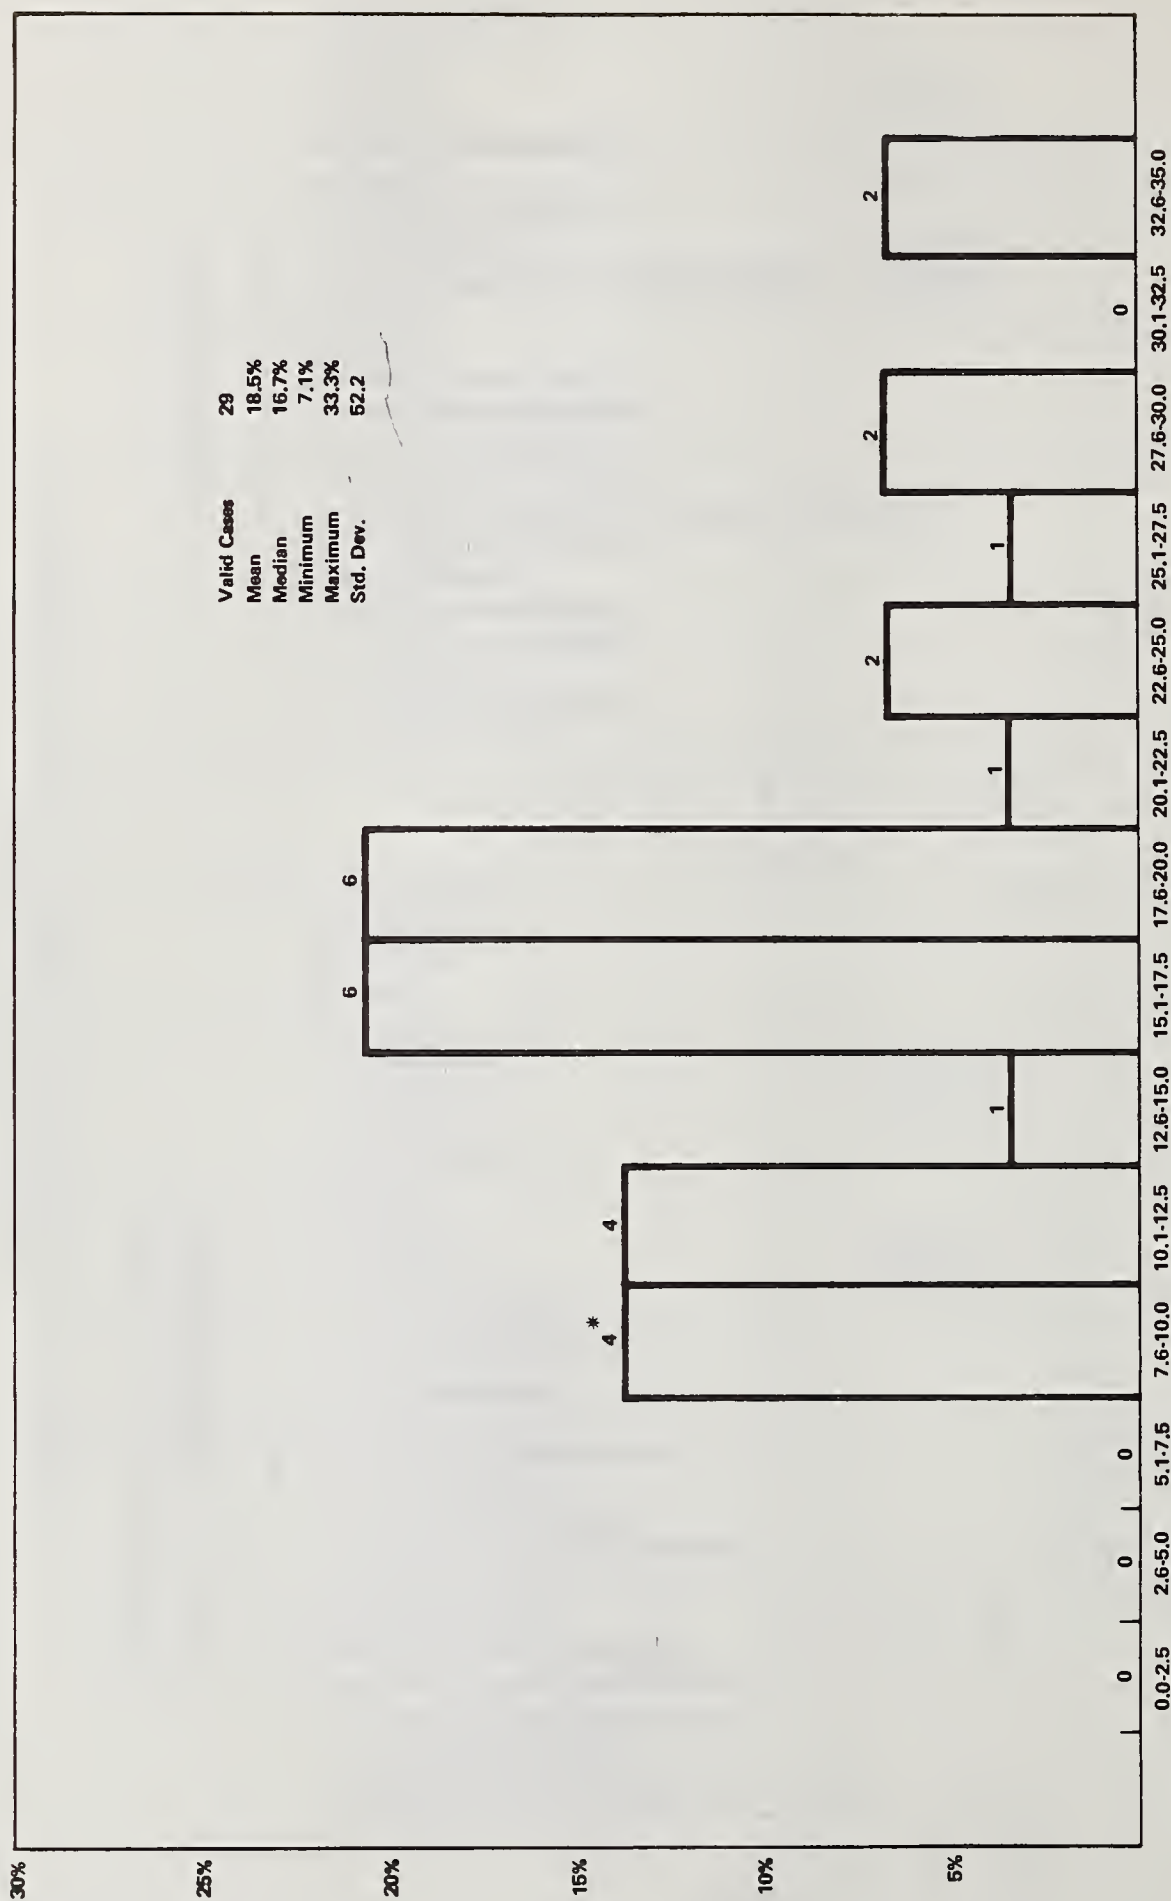 30%
25%
20%
15%
10%
5%
Valid Cases 29
Mean 18.5%
Median 16.7%
Minimum 7.1%
Maximum 33.3%
Std. Dev. 52.2
0
0
0
4*
4
1
6
6
1
2
1
2
0
2
0.0-2.5 2.6-5.0 5.1-7.5 7.6-10.0 10.1-12.5 12.6-15.0 15.1-17.5 17.6-20.0 20.1-22.5 22.6-25.0 25.1-27.5 27.6-30.0 30.1-32.5 32.6-35.0